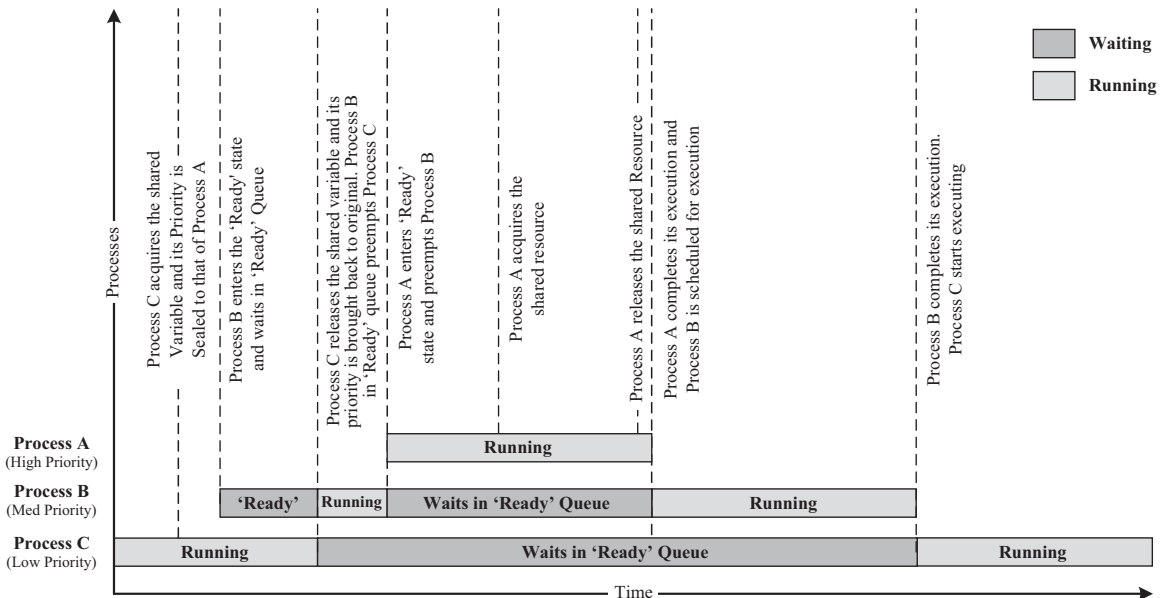 Waiting
Running
Processes
Process C acquires the shared
Variable and its Priority is
Sealed to that of Process A
Process B enters the ‘Ready' state
and waits in ‘Ready’ Queue
Process C releases the shared variable and its
priority is brought back to original. Process B
in ‘Ready’ queue preempts Process C
Process A enters ‘Ready’
state and preempts Process B
Process A acquires the
shared resource
Process A releases the shared Resource
Process A completes its execution and
Process B is scheduled for execution
Process B completes its execution.
Process C starts executing
Process A
(High Priority)
Running
Process B
(Med Priority)
‘Ready’
Running
Waits in ‘Ready’ Queue
Running
Process C
(Low Priority)
Running
Waits in ‘Ready’ Queue
Running
Time